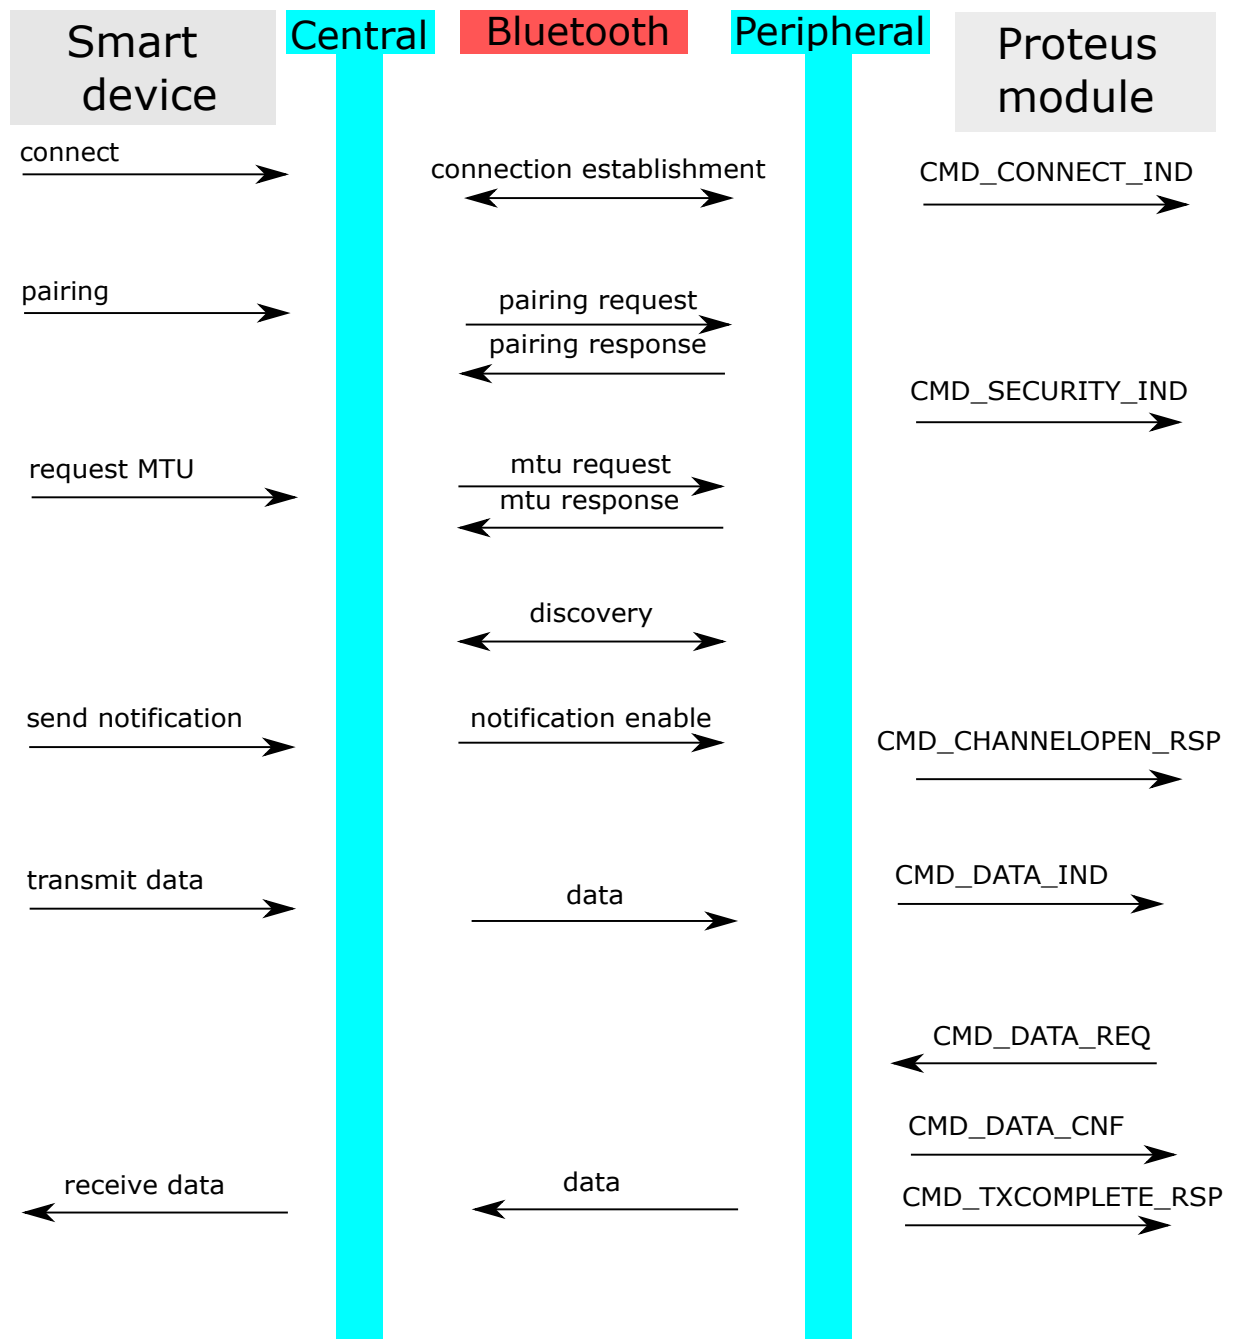 Smart
device
Central
Bluetooth
Peripheral
Proteus
module
connect
connection establishment
CMD_CONNECT_IND
pairing
pairing request
pairing response
CMD_SECURITY_IND
request MTU
mtu request
mtu response
discovery
send notification
notification enable
CMD_CHANNELOPEN_RSP
transmit data
data
CMD_DATA_IND
CMD_DATA_REQ
CMD_DATA_CNF
receive data
data
CMD_TXCOMPLETE_RSP